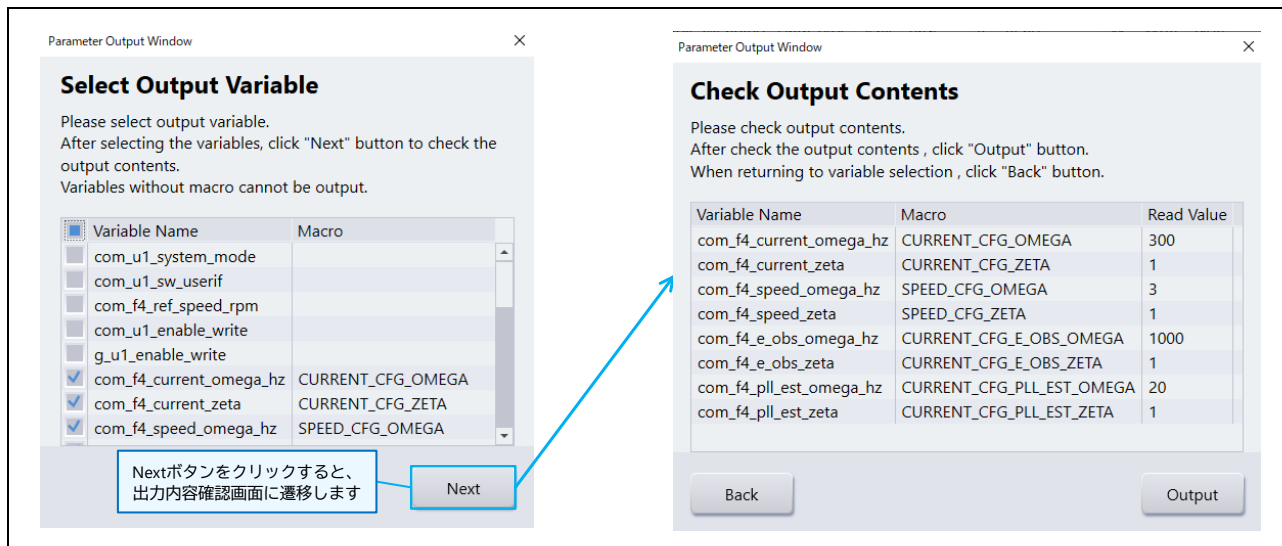 Parameter Output Window
Select Output Variable
Please select output variable.
After selecting the variables, click "Next" button to check the
output contents.
Variables without macro cannot be output.
Variable Name Macro
com_u1_system_mode
com_u1_sw_userif
com_f4_ref_speed_rpm
com_u1_enable_write
g_u1_enable_write
com_f4_current_omega_hz CURRENT_CFG_OMEGA
com_f4_current_zeta CURRENT_CFG_ZETA
com_f4_speed_omega_hz SPEED_CFG_OMEGA
Nextボタンをクリックすると、
出力内容確認画面に遷移します
Next
Parameter Output Window
Check Output Contents
Please check output contents.
After check the output contents , click "Output" button.
When returning to variable selection , click "Back" button.
Variable Name Macro Read Value
com_f4_current_omega_hz CURRENT_CFG_OMEGA 300
com_f4_current_zeta CURRENT_CFG_ZETA 1
com_f4_speed_omega_hz SPEED_CFG_OMEGA 3
com_f4_speed_zeta SPEED_CFG_ZETA 1
com_f4_e_obs_omega_hz CURRENT_CFG_E_OBS_OMEGA 1000
com_f4_e_obs_zeta CURRENT_CFG_E_OBS_ZETA 1
com_f4_pll_est_omega_hz CURRENT_CFG_PLL_EST_OMEGA 20
com_f4_pll_est_zeta CURRENT_CFG_PLL_EST_ZETA 1
Back
Output